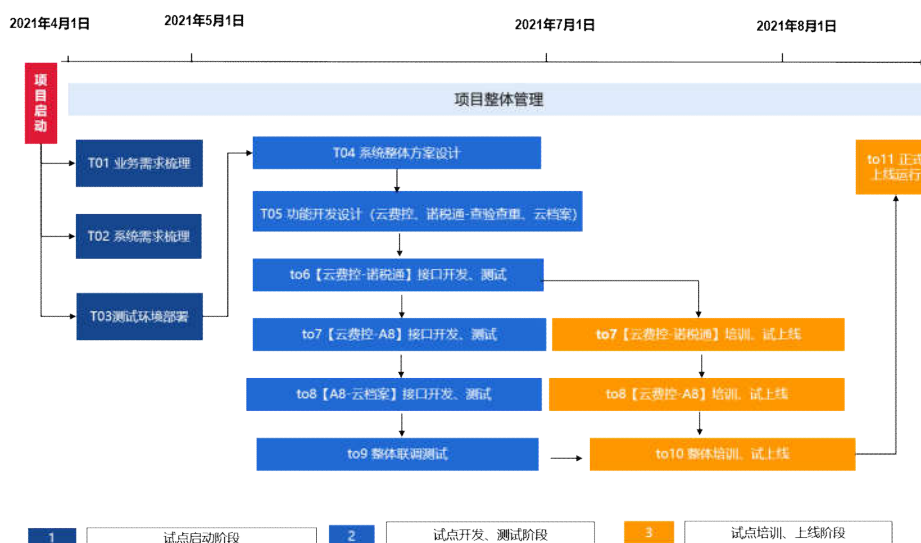 2021年4月1日
2021年5月1日
2021年7月1日
2021年8月1日
项目启动
项目整体管理
T01 业务需求梳理
T04 系统整体方案设计
to11 正式
上线运行
T05 功能开发设计（云费控、诺税通-查验查重、云档案）
T02 系统需求梳理
to6【云费控-诺税通】接口开发、测试
T03测试环境部署
to7【云费控-A8】接口开发、测试
to7【云费控-诺税通】培训、试上线
to8【A8-云档案】接口开发、测试
to8【云费控-A8】培训、试上线
to9 整体联调测试
to10 整体培训、试上线
1
试点启动阶段
2
试点开发、测试阶段
3
试点培训、上线阶段